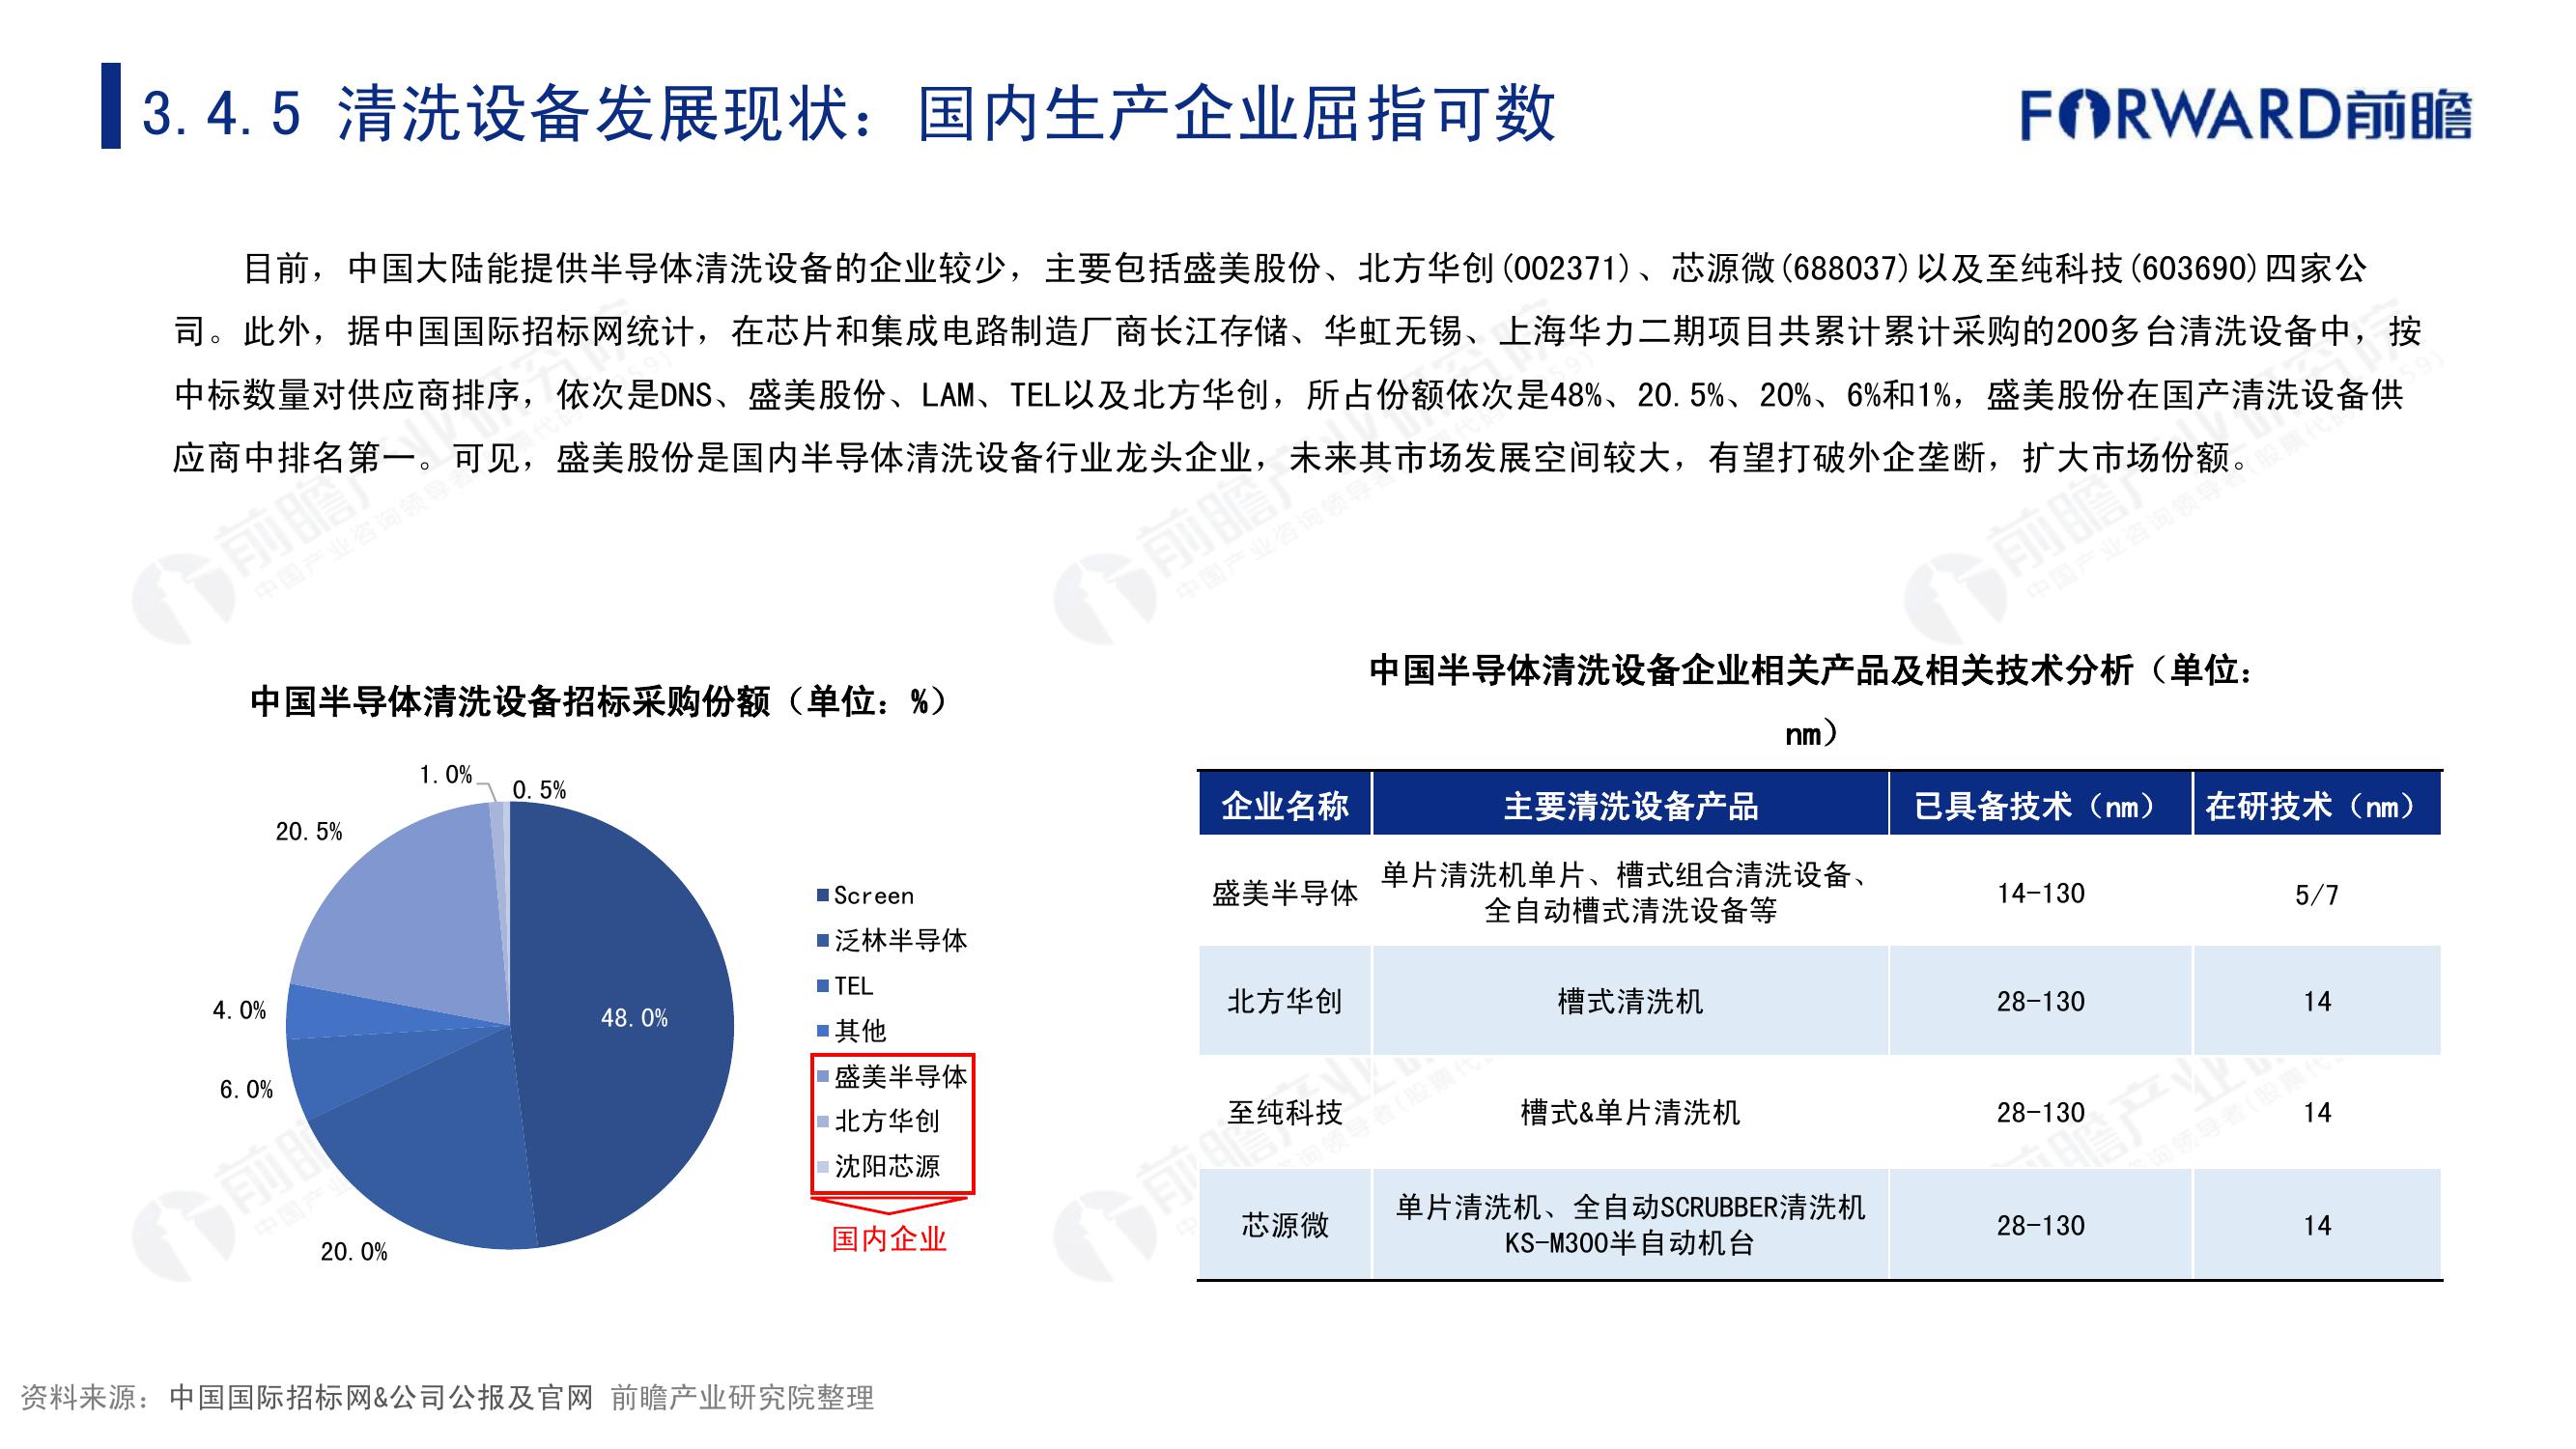 3.4.5 清洗设备发展现状：国内生产企业屈指可数
FORWARD前瞻
目前，中国大陆能提供半导体清洗设备的企业较少，主要包括盛美股份、北方华创(002371)、芯源微(688037)以及至纯科技(603690)四家公
司。此外，据中国国际招标网统计，在芯片和集成电路制造厂商长江存储、华虹无锡、上海华力二期项目共累计累计采购的200多台清洗设备中，按
中标数量对供应商排序，依次是DNS、盛美股份、LAM、TEL以及北方华创，所占份额依次是48%、20.5%、20%、6%和1%，盛美股份在国产清洗设备供
应商中排名第一。可见，盛美股份是国内半导体清洗设备行业龙头企业，未来其市场发展空间较大，有望打破外企垄断，扩大市场份额。
中国半导体清洗设备招标采购份额（单位：%）
1.0%
0.5%
20.5%
4.0%
48.0%
6.0%
20.0%
Screen
泛林半导体
TEL
其他
盛美半导体
北方华创
沈阳芯源
国内企业
中国半导体清洗设备企业相关产品及相关技术分析（单位：
nm）
企业名称 主要清洗设备产品 已具备技术（nm） 在研技术（nm）
盛美半导体 单片清洗机单片、槽式组合清洗设备、
全自动槽式清洗设备等 14-130 5/7
北方华创 槽式清洗机 28-130 14
至纯科技 槽式&单片清洗机 28-130 14
芯源微 单片清洗机、全自动SCRUBBER清洗机
KS-M300半自动机台 28-130 14
资料来源：中国国际招标网&公司公报及官网 前瞻产业研究院整理